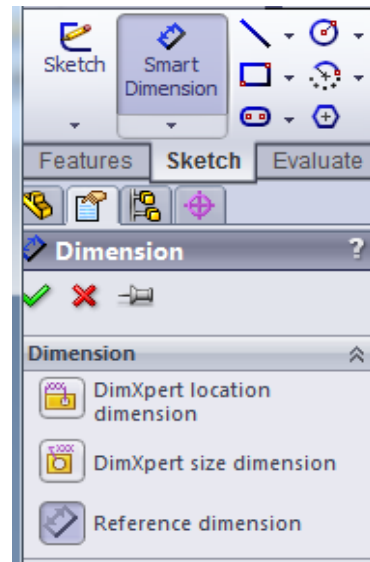 Sketch
Smart
Dimension
Features
Sketch
Evaluate
Dimension
?
Dimension
DimXpert location
dimension
DimXpert size dimension
Reference dimension